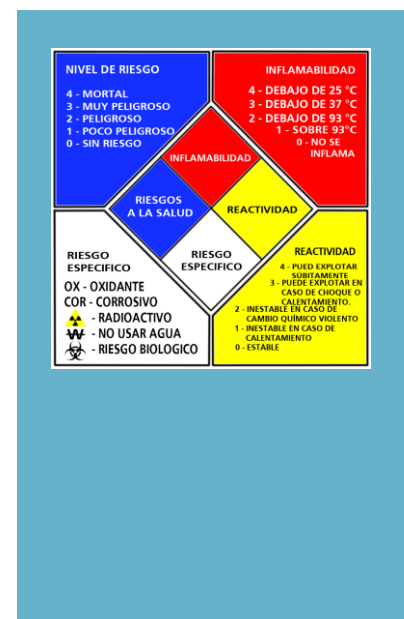 NIVEL DE RIESGO
4 - MORTAL
3 - MUY PELIGROSO
2 - PELIGROSO
1 - POCO PELIGROSO
0 - SIN RIESGO
INFLAMABILIDAD
4 - DEBAJO DE 25 °C
3 - DEBAJO DE 37 °C
2 - DEBAJO DE 93 °C
1 - SOBRE 93°C
0 - NO SE
INFLAMA
INFLAMABILIDAD
RIESGOS
A LA SALUD
REACTIVIDAD
RIESGO
ESPECIFICO
RIESGO
ESPECIFICO
OX - OXIDANTE
COR - CORROSIVO
- RADIOACTIVO
W - NO USAR AGUA
- RIESGO BIOLOGICO
REACTIVIDAD
4 - PUED EXPLOTAR
SÚBITAMENTE
3 - PUEDE EXPLOTAR EN
CASO DE CHOQUE O
CALENTAMIENTO.
2 - INESTABLE EN CASO DE
CAMBIO QUÍMICO VIOLENTO
1 - INESTABLE EN CASO DE
CALENTAMIENTO
0 - ESTABLE